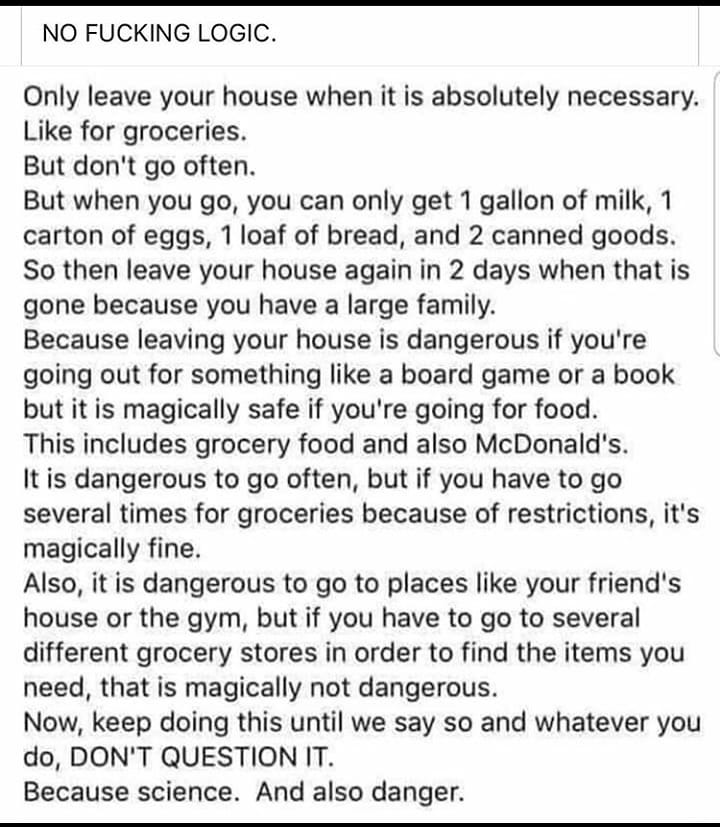 NO FUCKING LOGIC.
Only leave your house when it is absolutely necessary.
Like for groceries.
But don't go often.
But when you go, you can only get 1 gallon of milk, 1
carton of eggs, 1 loaf of bread, and 2 canned goods.
So then leave your house again in 2 days when that is
gone because you have a large family.
Because leaving your house is dangerous if you're
going out for something like a board game or a book
but it is magically safe if you're going for food.
This includes grocery food and also McDonald's.
It is dangerous to go often, but if you have to go
several times for groceries because of restrictions, it's
magically fine.
Also, it is dangerous to go to places like your friend's
house or the gym, but if you have to go to several
different grocery stores in order to find the items you
need, that is magically not dangerous.
Now, keep doing this until we say so and whatever you
do, DON'T QUESTION IT.
Because science.  And also danger.